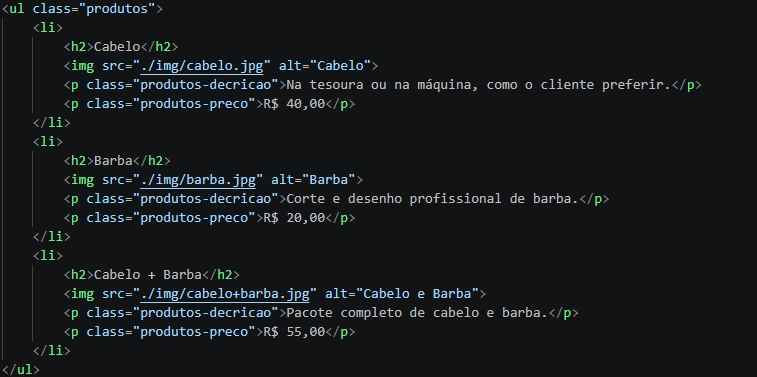 <ul class="produtos">
    <li>
        <h2>Cabelo</h2>
        <img src="./img/cabelo.jpg" alt="Cabelo">
        <p class="produtos-decricao">Na tesoura ou na máquina, como o cliente preferir.</p>
        <p class="produtos-preco">R$ 40,00</p>
    </li>
    <li>
        <h2>Barba</h2>
        <img src="./img/barba.jpg" alt="Barba">
        <p class="produtos-decricao">Corte e desenho profissional de barba.</p>
        <p class="produtos-preco">R$ 20,00</p>
    </li>
    <li>
        <h2>Cabelo + Barba</h2>
        <img src="./img/cabelo+barba.jpg" alt="Cabelo e Barba">
        <p class="produtos-decricao">Pacote completo de cabelo e barba.</p>
        <p class="produtos-preco">R$ 55,00</p>
    </li>
</ul>